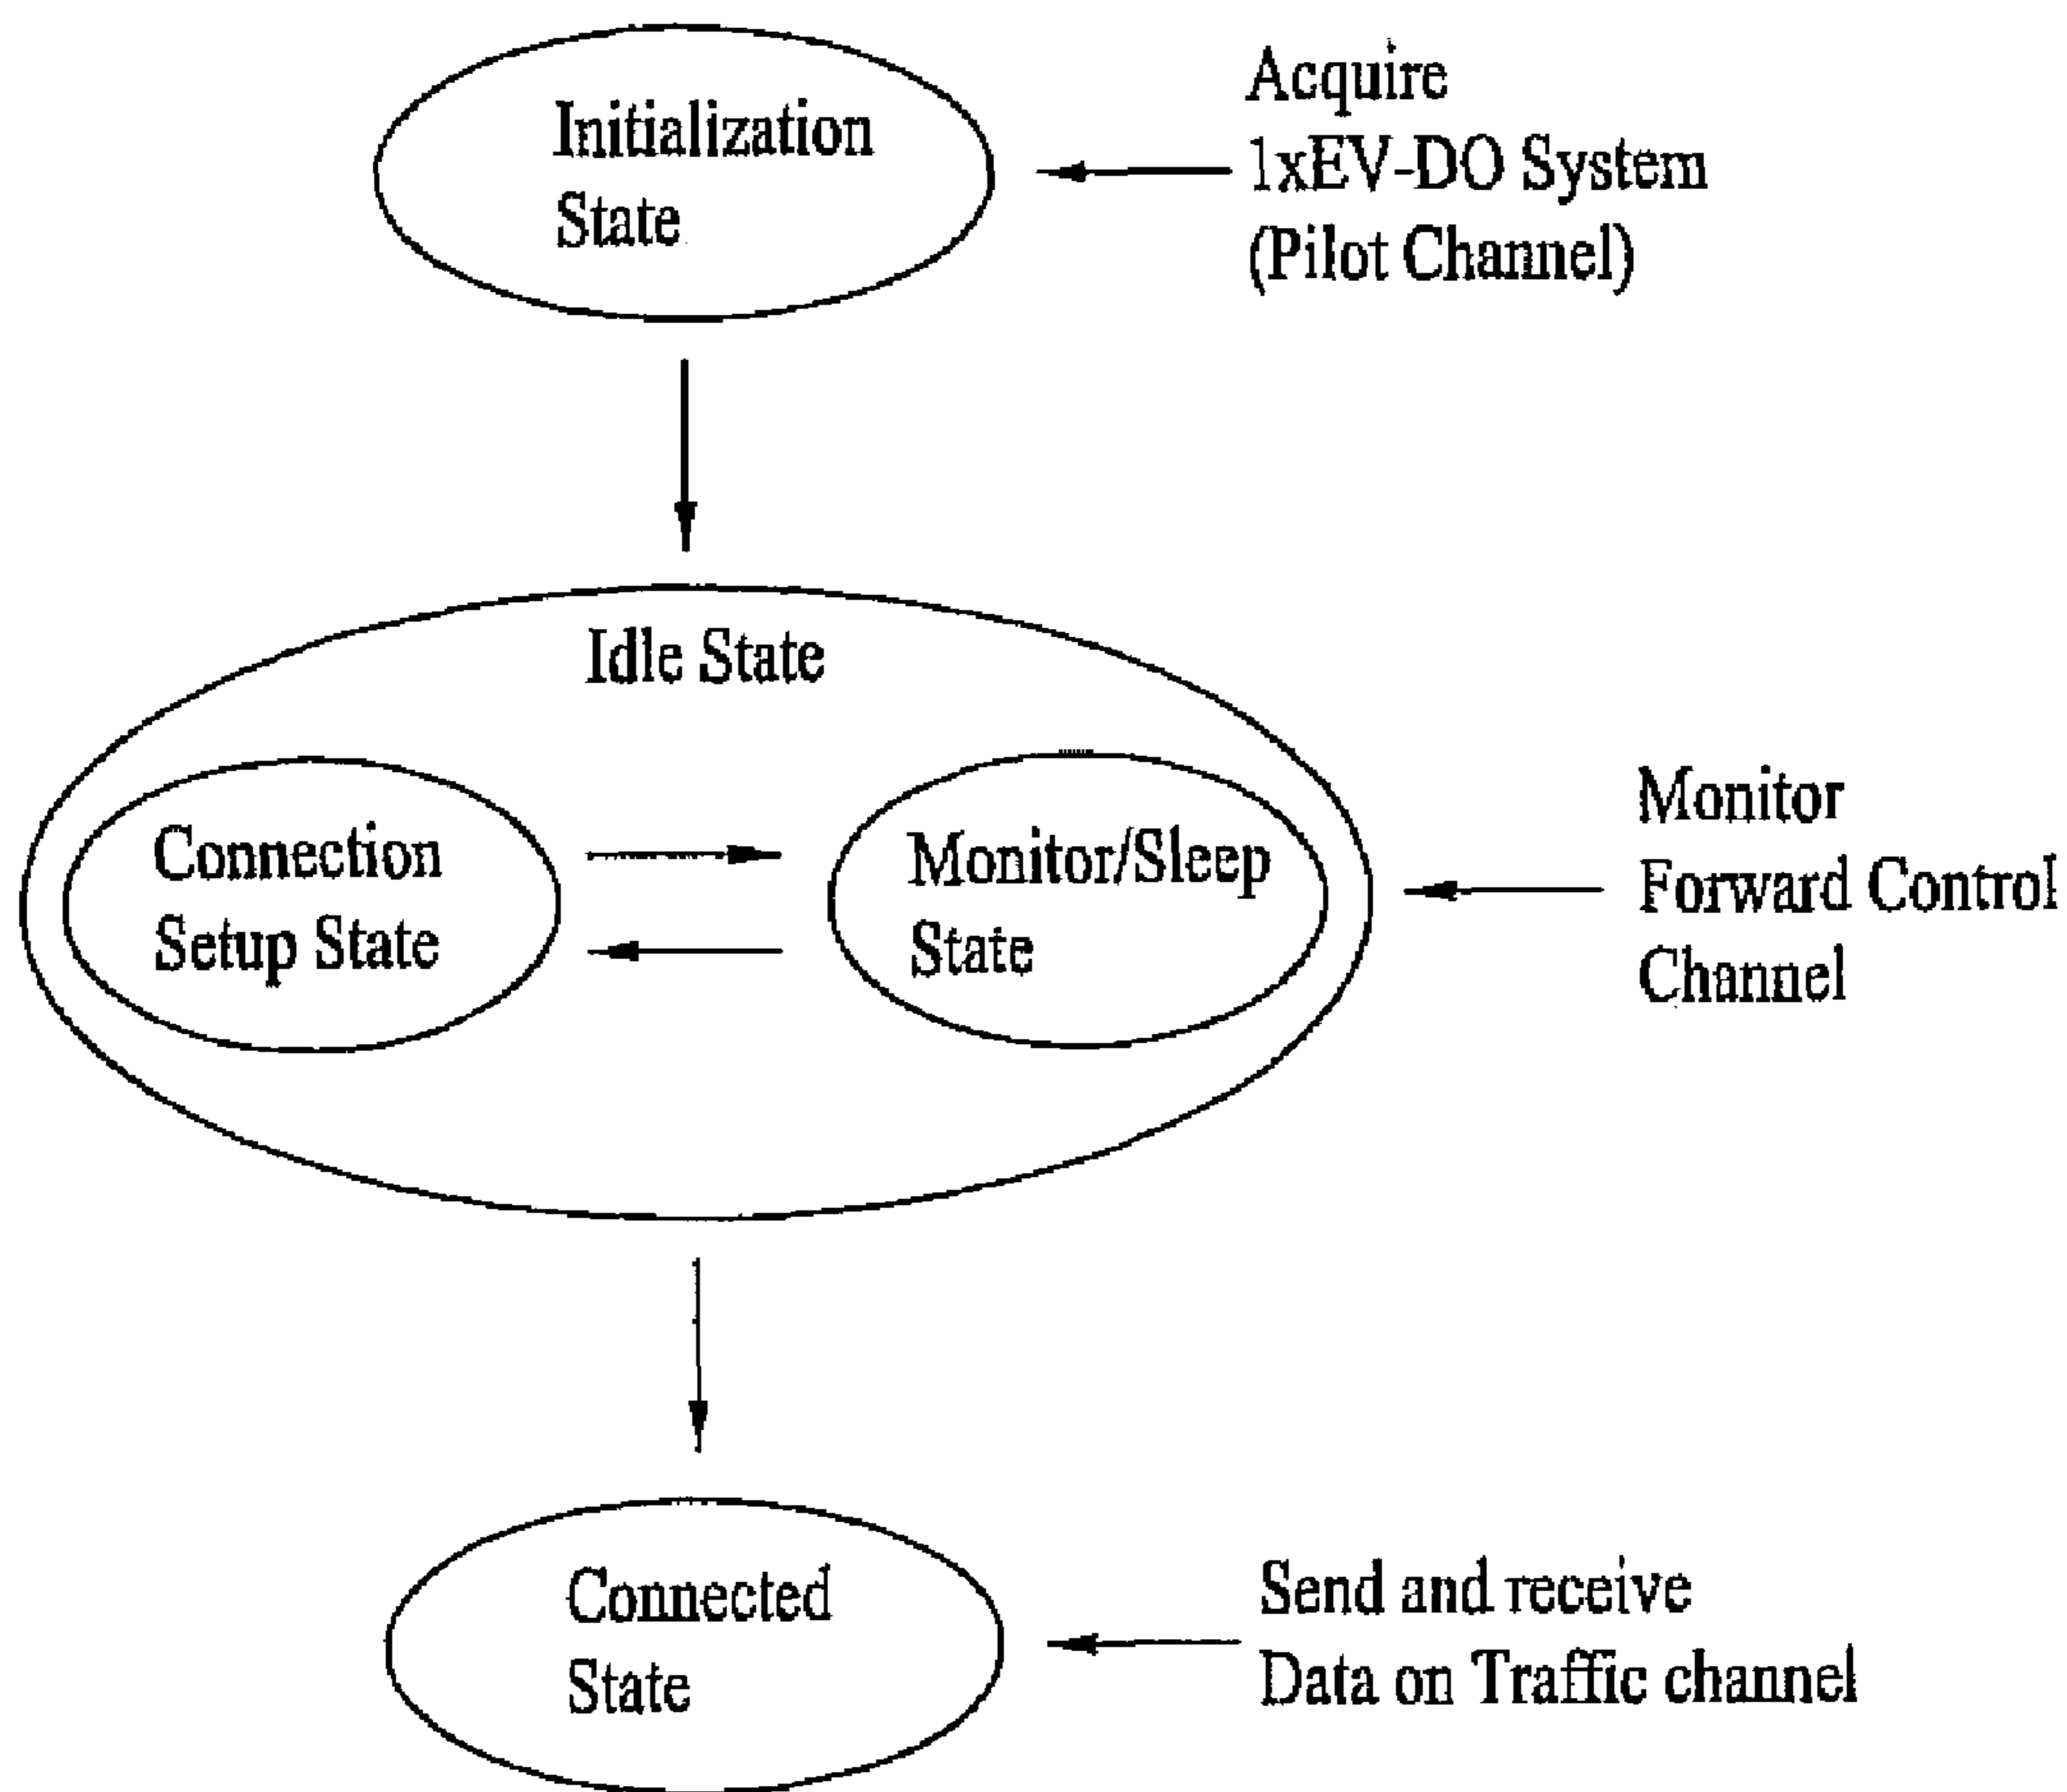 Initialization
State
Acquire
1xEV-DO System
(Pilot Channel)
Idle State
Connection
Setup State
Monitor/Sleep
State
Monitor
Forward Control
Channel
Connected
State
Send and receive
Data on Traffic channel